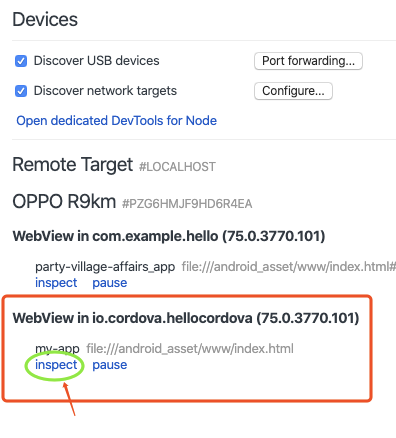 Devices
Discover USB devices Port forwarding...
Discover network targets Configure...
Open dedicated DevTools for Node
Remote Target #LOCALHOST
OPPO R9km #PZG6HMJF9HD6R4EA
WebView in com.example.hello (75.0.3770.101)
party-village-affairs_app file:///android_asset/www/index.html#
inspect pause
WebView in io.cordova.hellocordova (75.0.3770.101)
my-app file:///android_asset/www/index.html
inspect pause